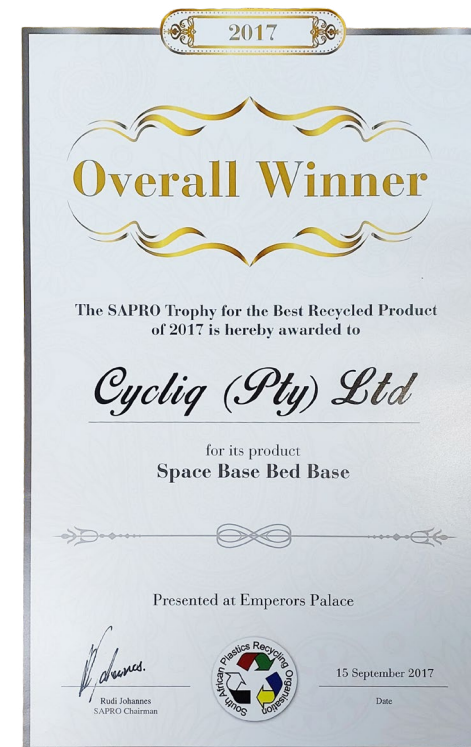 2017
Overall Winner
The SAPRO Trophy for the Best Recycled Product
of 2017 is hereby awarded to
Cycliq (Pty) Ltd
for its product
Space Base Bed Base
Presented at Emperors Palace
South African Plastics Recycling Organisation
15 September 2017
Rudi Johannes
SAPRO Chairman
Date